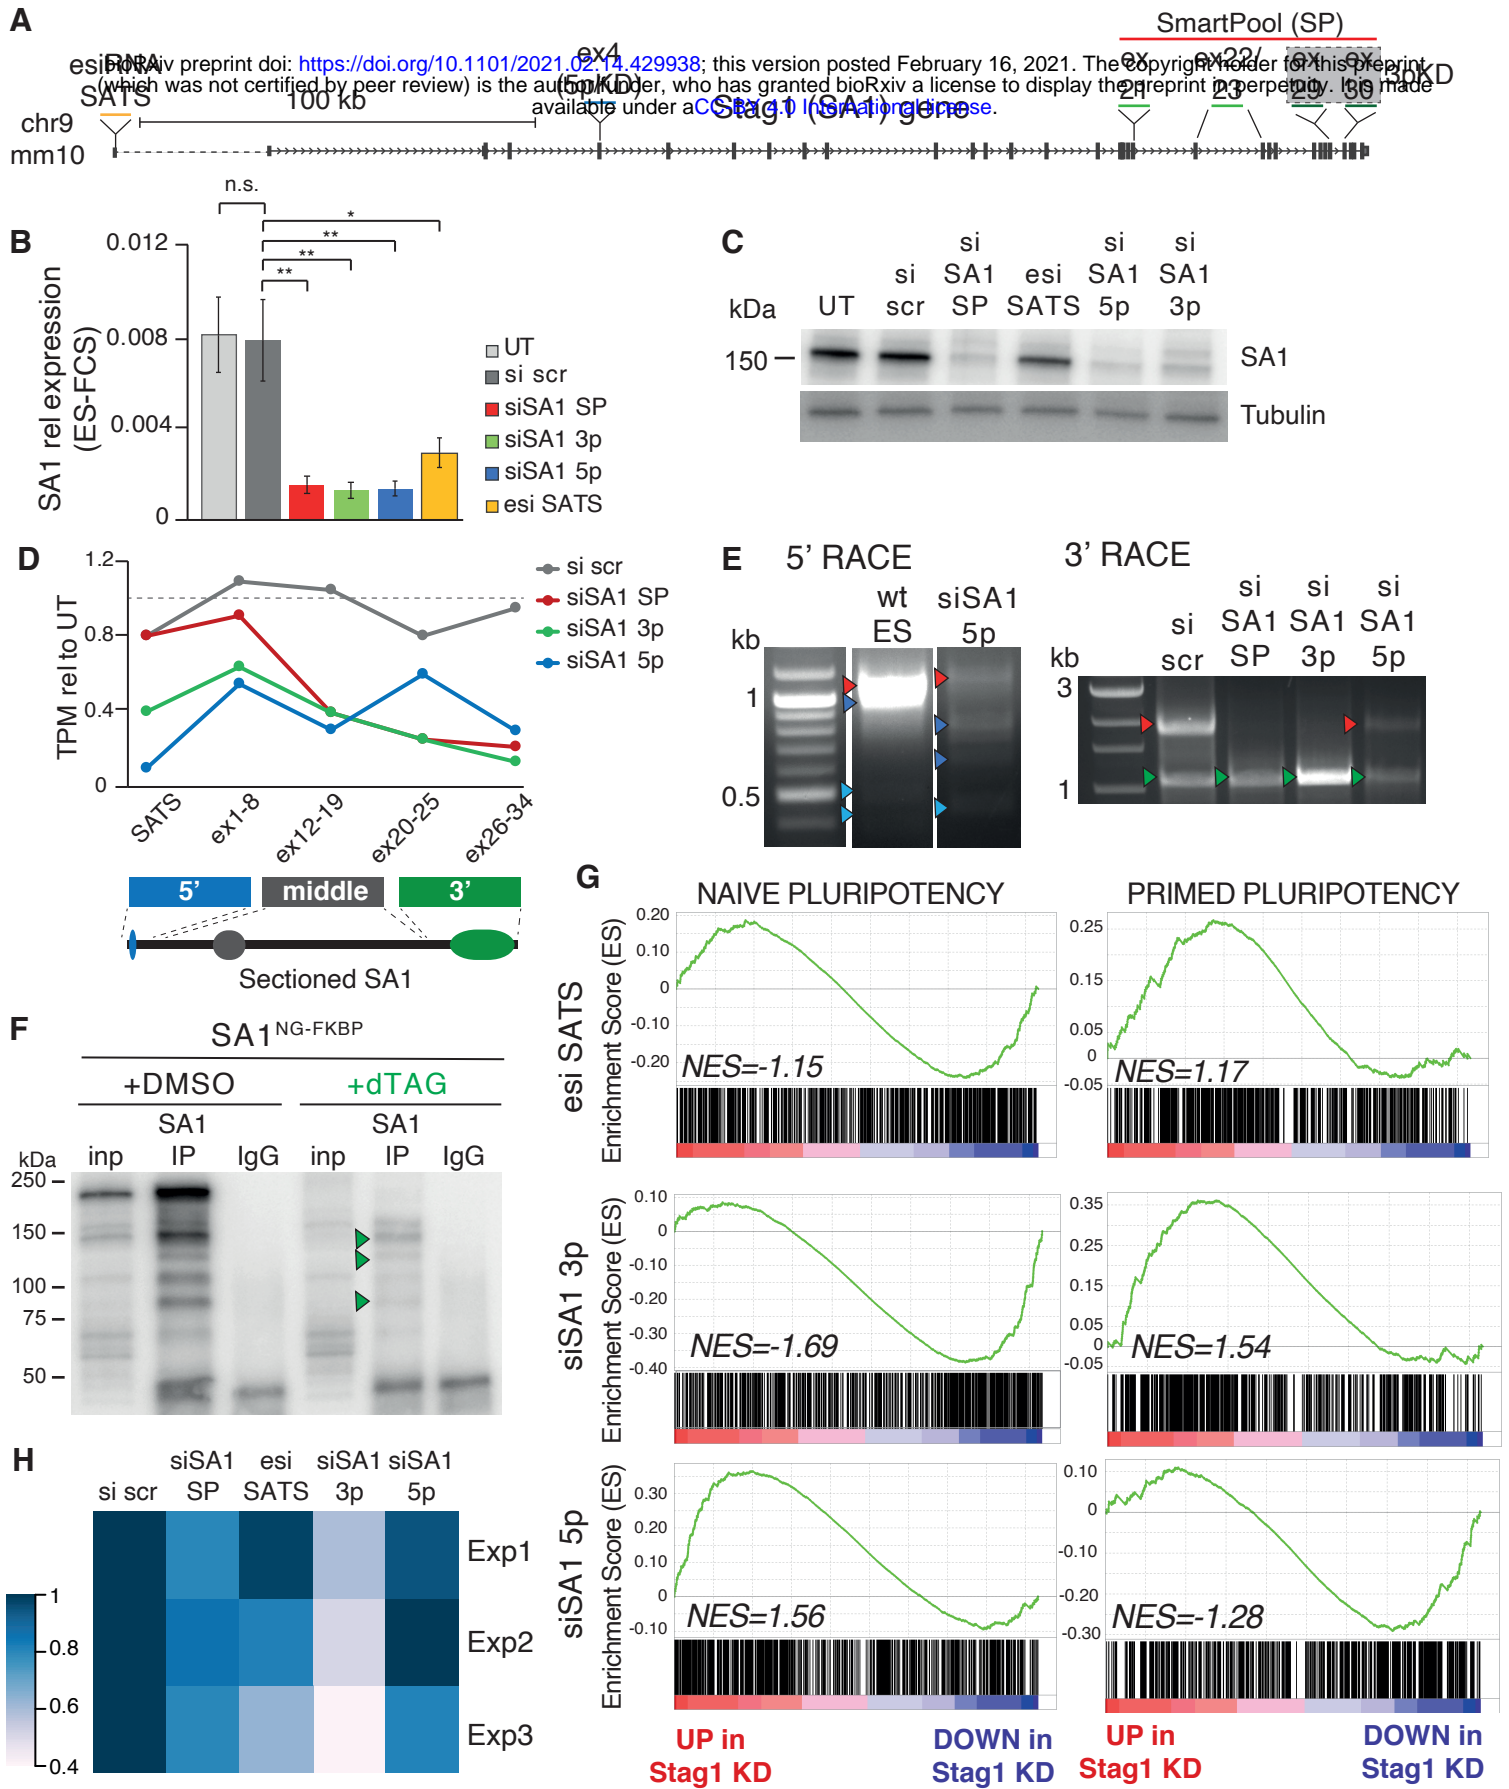 A
SmartPool (SP)
esiRNA
SATS
ex4
(5pKD)
ex
21
ex22/
23
ex
29
ex
30
3pKD
bioRxiv preprint doi: https://doi.org/10.1101/2021.02.14.429938; this version posted February 16, 2021. The copyright holder for this preprint
(which was not certified by peer review) is the author/funder, who has granted bioRxiv a license to display the preprint in perpetuity. It is made
available under aCC-BY 4.0 International license.
100 kb
Stag1 (SA1) gene
chr9
mm10
B
n.s.
*
**
**
**
SA1 rel expression
(ES-FCS)
0.012
0.008
0.004
0
UT
si scr
siSA1 SP
siSA1 3p
siSA1 5p
esi SATS
C
kDa
UT
si
scr
si
SA1
SP
esi
SATS
si
SA1
5p
si
SA1
3p
150
SA1
Tubulin
D
TPM rel to UT
1.2
0.8
0.4
0
si scr
siSA1 SP
siSA1 3p
siSA1 5p
SATS
ex1-8
ex12-19
ex20-25
ex26-34
5’
middle
3’
Sectioned SA1
E
5’ RACE
kb
wt
ES
siSA1
5p
1
0.5
3’ RACE
kb
si
scr
si
SA1
SP
si
SA1
3p
si
SA1
5p
3
1
F
SA1NG-FKBP
+DMSO
+dTAG
kDa
inp
SA1
IP
IgG
inp
SA1
IP
IgG
250
150
100
75
50
G
NAIVE PLURIPOTENCY
PRIMED PLURIPOTENCY
esi SATS
Enrichment Score (ES)
0.20
0.10
0
-0.10
-0.20
NES=-1.15
0.25
0.15
0.05
0
-0.05
NES=1.17
siSA1 3p
Enrichment Score (ES)
0.10
0
-0.10
-0.20
-0.30
-0.40
NES=-1.69
0.35
0.25
0.15
0.05
0
-0.05
NES=1.54
siSA1 5p
Enrichment Score (ES)
0.30
0.20
0.10
0
-0.10
NES=1.56
0.10
0
-0.10
-0.20
-0.30
NES=-1.28
UP in
Stag1 KD
DOWN in
Stag1 KD
UP in
Stag1 KD
DOWN in
Stag1 KD
H
si scr
siSA1
SP
esi
SATS
siSA1
3p
siSA1
5p
Exp1
Exp2
Exp3
1
0.8
0.6
0.4